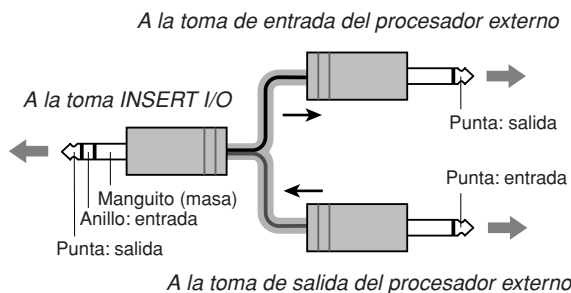 A la toma de entrada del procesador externo
A la toma INSERT I/O
Punta: salida
Manguito (masa)
Anillo: entrada
Punta: salida
Punta: entrada
A la toma de salida del procesador externo